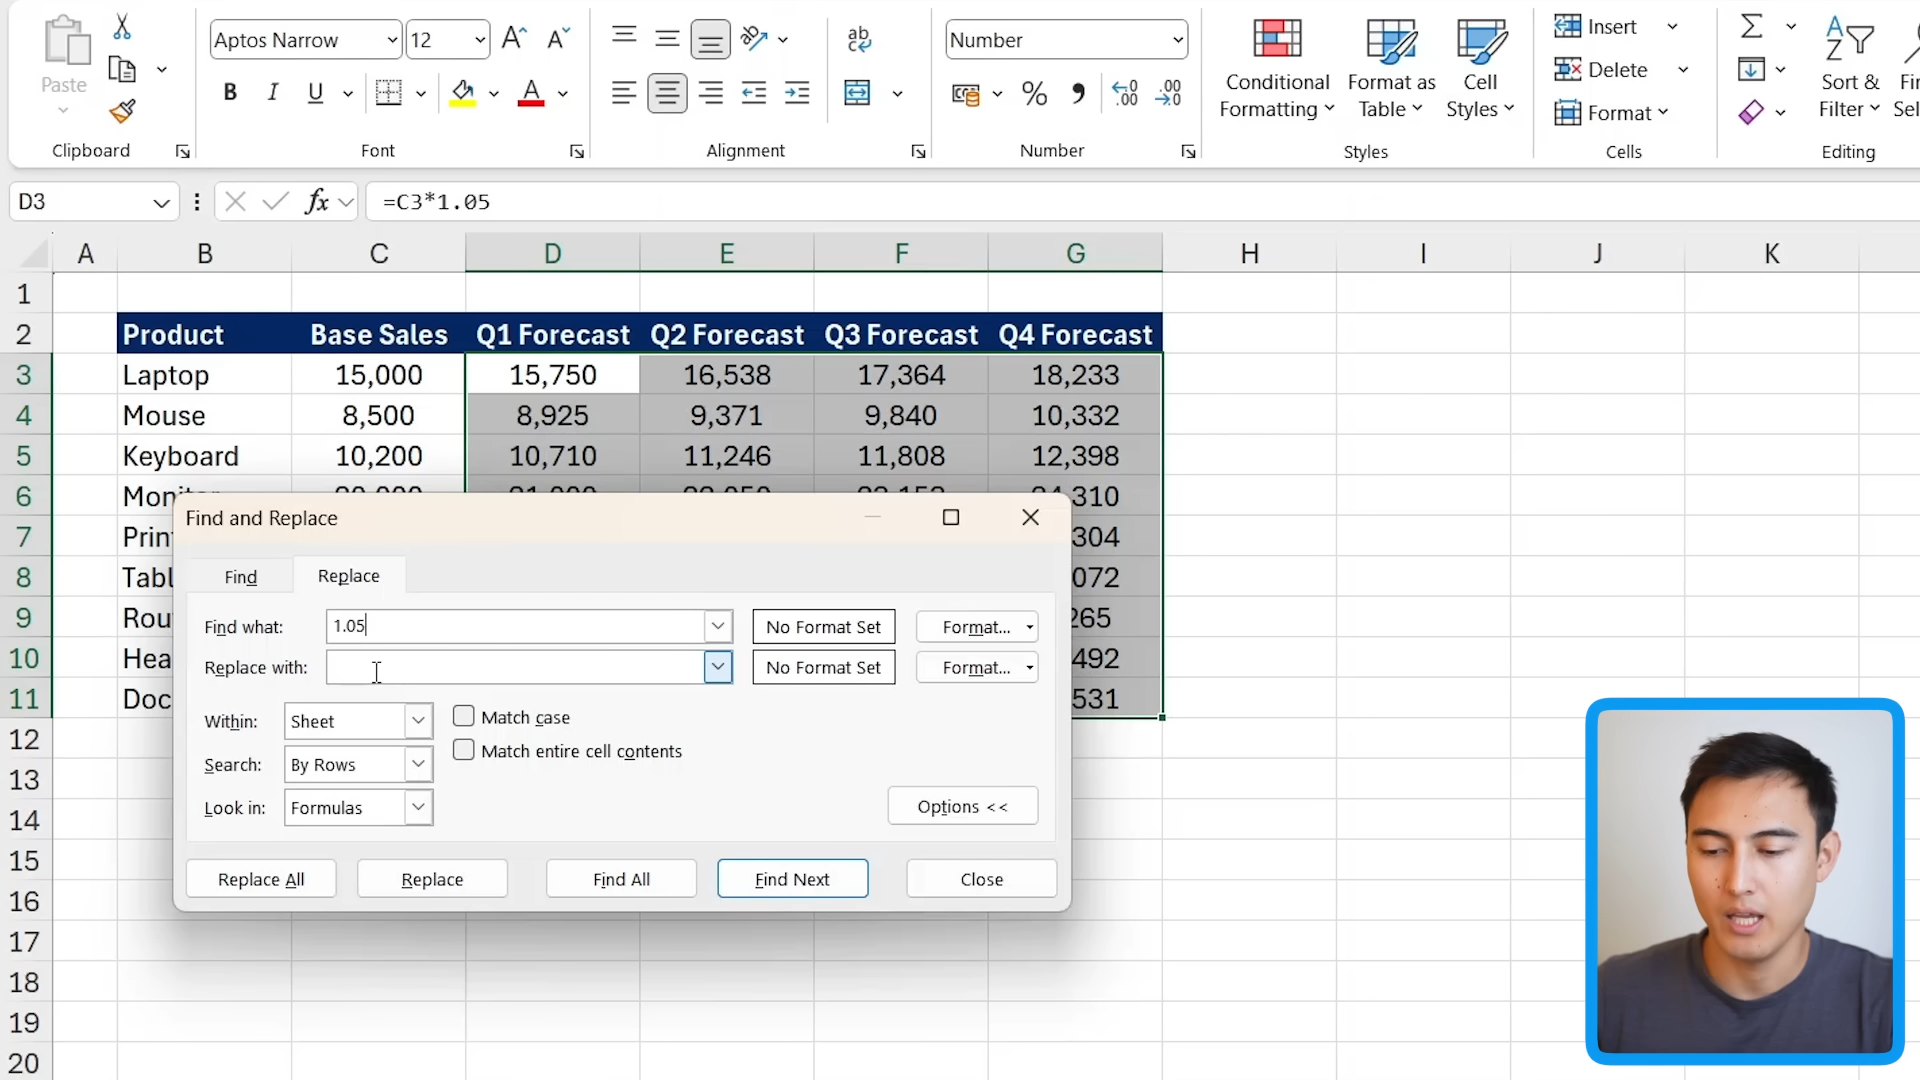 Aptos Narrow 12 Number Insert
Paste Conditional Format as Cell Delete Sort &
Formatting Table Styles Format Filter
Clipboard Font Alignment Number Styles Cells Editing
D3 fx =C3*1.05
A B C D E F G H I J K
1
2 Product Base Sales Q1 Forecast Q2 Forecast Q3 Forecast Q4 Forecast
3 Laptop 15,000 15,750 16,538 17,364 18,233
4 Mouse 8,500 8,925 9,371 9,840 10,332
5 Keyboard 10,200 10,710 11,246 11,808 12,398
6 310
7 304
8 072
9 265
10 492
11 531
12
13
14
15
16
17
18
19
20
Find and Replace
Find Replace
Find what: 1.05 No Format Set Format...
Replace with: No Format Set Format...
Within: Sheet Match case
Search: By Rows Match entire cell contents
Look in: Formulas Options <<
Replace All Replace Find All Find Next Close